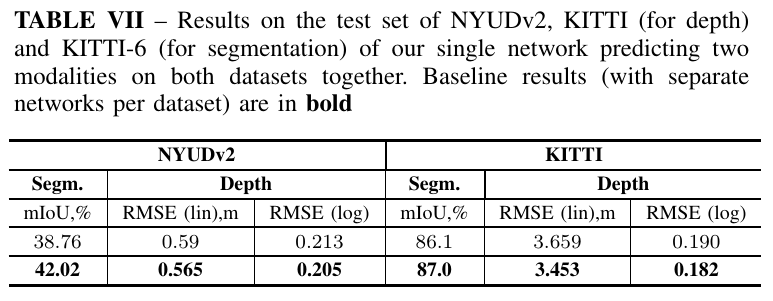 TABLE VII – Results on the test set of NYUDv2, KITTI (for depth)
and KITTI-6 (for segmentation) of our single network predicting two
modalities on both datasets together. Baseline results (with separate
networks per dataset) are in bold
NYUDv2 KITTI
Segm. Depth Segm. Depth
mIoU,% RMSE (lin),m RMSE (log) mIoU,% RMSE (lin),m RMSE (log)
38.76 0.59 0.213 86.1 3.659 0.190
42.02 0.565 0.205 87.0 3.453 0.182